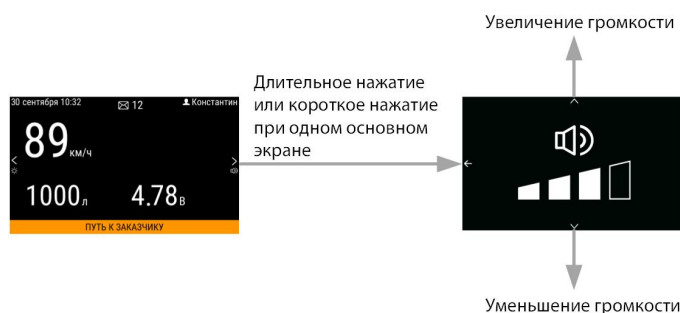 Увеличение громкости
30 сентября 10:32 12 Константин
89 км/ч
1000 л 4.78 В
ПУТЬ К ЗАКАЗЧИКУ
Длительное нажатие
или короткое нажатие
при одном основном
экране
Уменьшение громкости